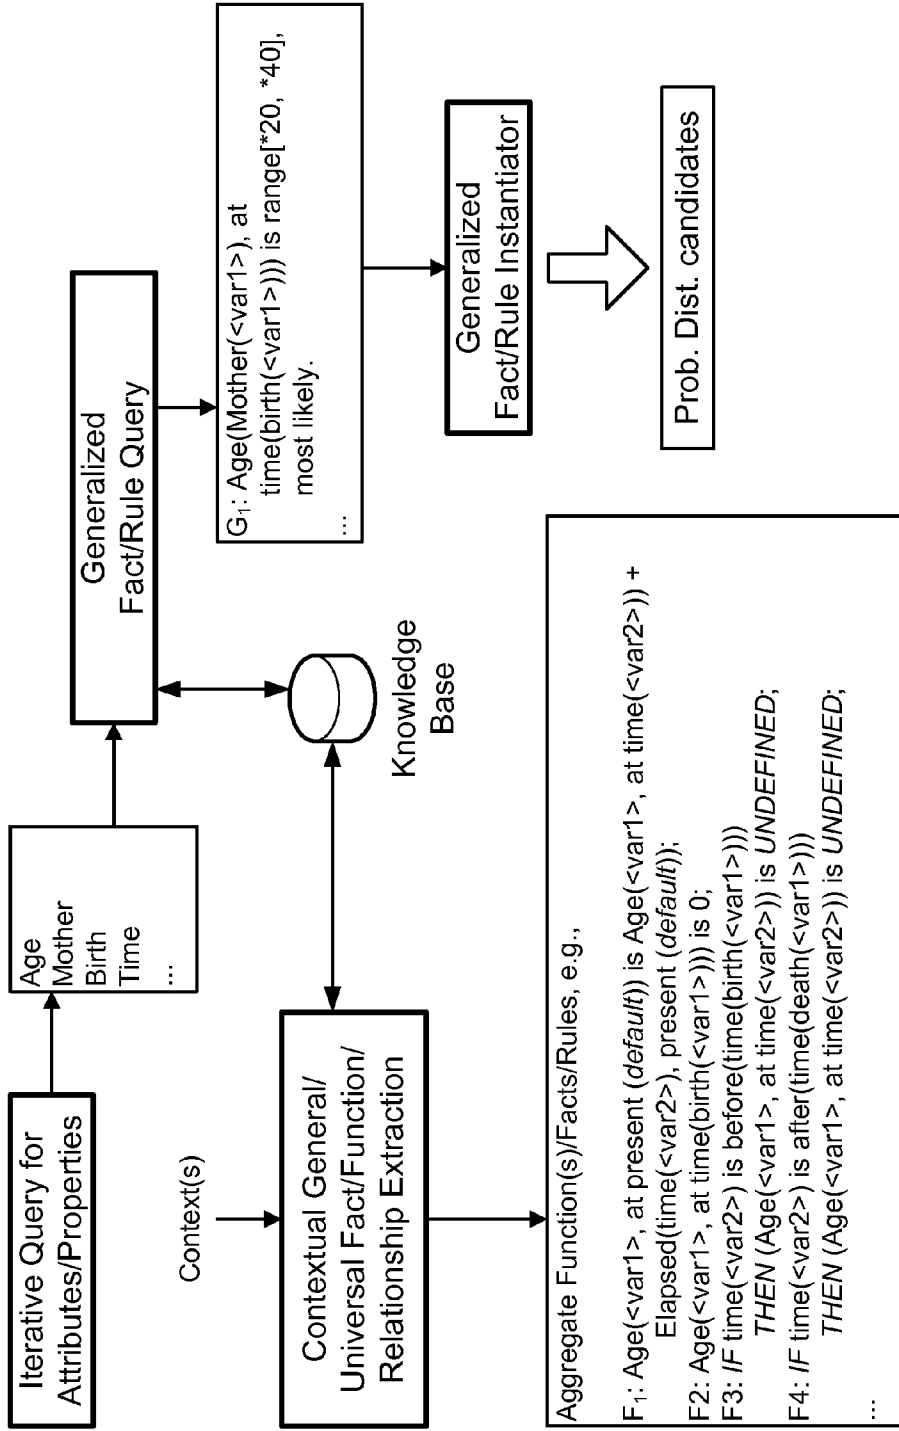 Iterative Query for
Attributes/Properties
Age
Mother
Birth
Time
...
Generalized
Fact/Rule Query
G₁: Age(Mother(<var1>), at
time(birth(<var1>))) is range[*20, *40],
most likely.
...
Context(s)
Contextual General/
Universal Fact/Function/
Relationship Extraction
Knowledge
Base
Generalized
Fact/Rule Instantiator
Prob. Dist. candidates
Aggregate Function(s)/Facts/Rules, e.g.,
F₁: Age(<var1>, at present (default)) is Age(<var1>, at time(<var2>)) +
Elapsed(time(<var2>), present (default));
F2: Age(<var1>, at time(birth(<var1>))) is 0;
F3: IF time(<var2>) is before(time(birth(<var1>)))
THEN (Age(<var1>, at time(<var2>)) is UNDEFINED;
F4: IF time(<var2>) is after(time(death(<var1>)))
THEN (Age(<var1>, at time(<var2>)) is UNDEFINED;
...